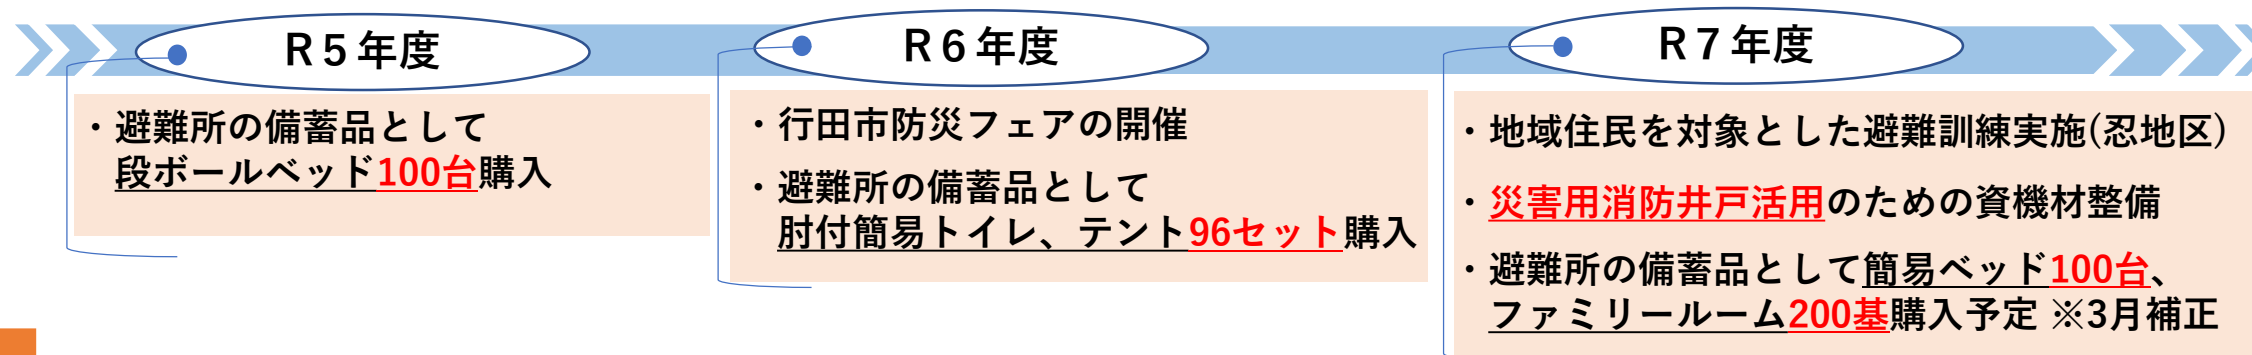 R5年度
・避難所の備蓄品として
段ボールベッド100台購入
R6年度
・行田市防災フェアの開催
・避難所の備蓄品として
肘付簡易トイレ、テント96セット購入
R7年度
・地域住民を対象とした避難訓練実施(忍地区)
・災害用消防井戸活用のための資機材整備
・避難所の備蓄品として簡易ベッド100台、
ファミリールーム200基購入予定 ※3月補正